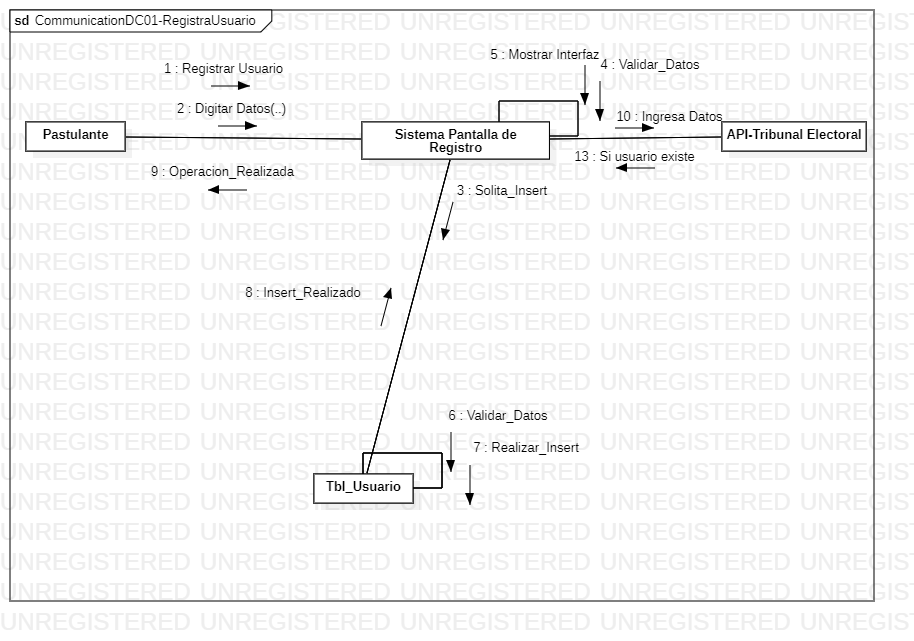 sd CommunicationDC01-RegistraUsuario
5 : Mostrar Interfaz
4 : Validar_Datos
1 : Registrar Usuario
2 : Digitar Datos(..)
10 : Ingresa Datos
Pastulante
Sistema Pantalla de
Registro
API-Tribunal Electoral
13 : Si usuario existe
9 : Operacion_Realizada
3 : Solita_Insert
8 : Insert_Realizado
6 : Validar_Datos
7 : Realizar_Insert
Tbl_Usuario
UNREGISTERED